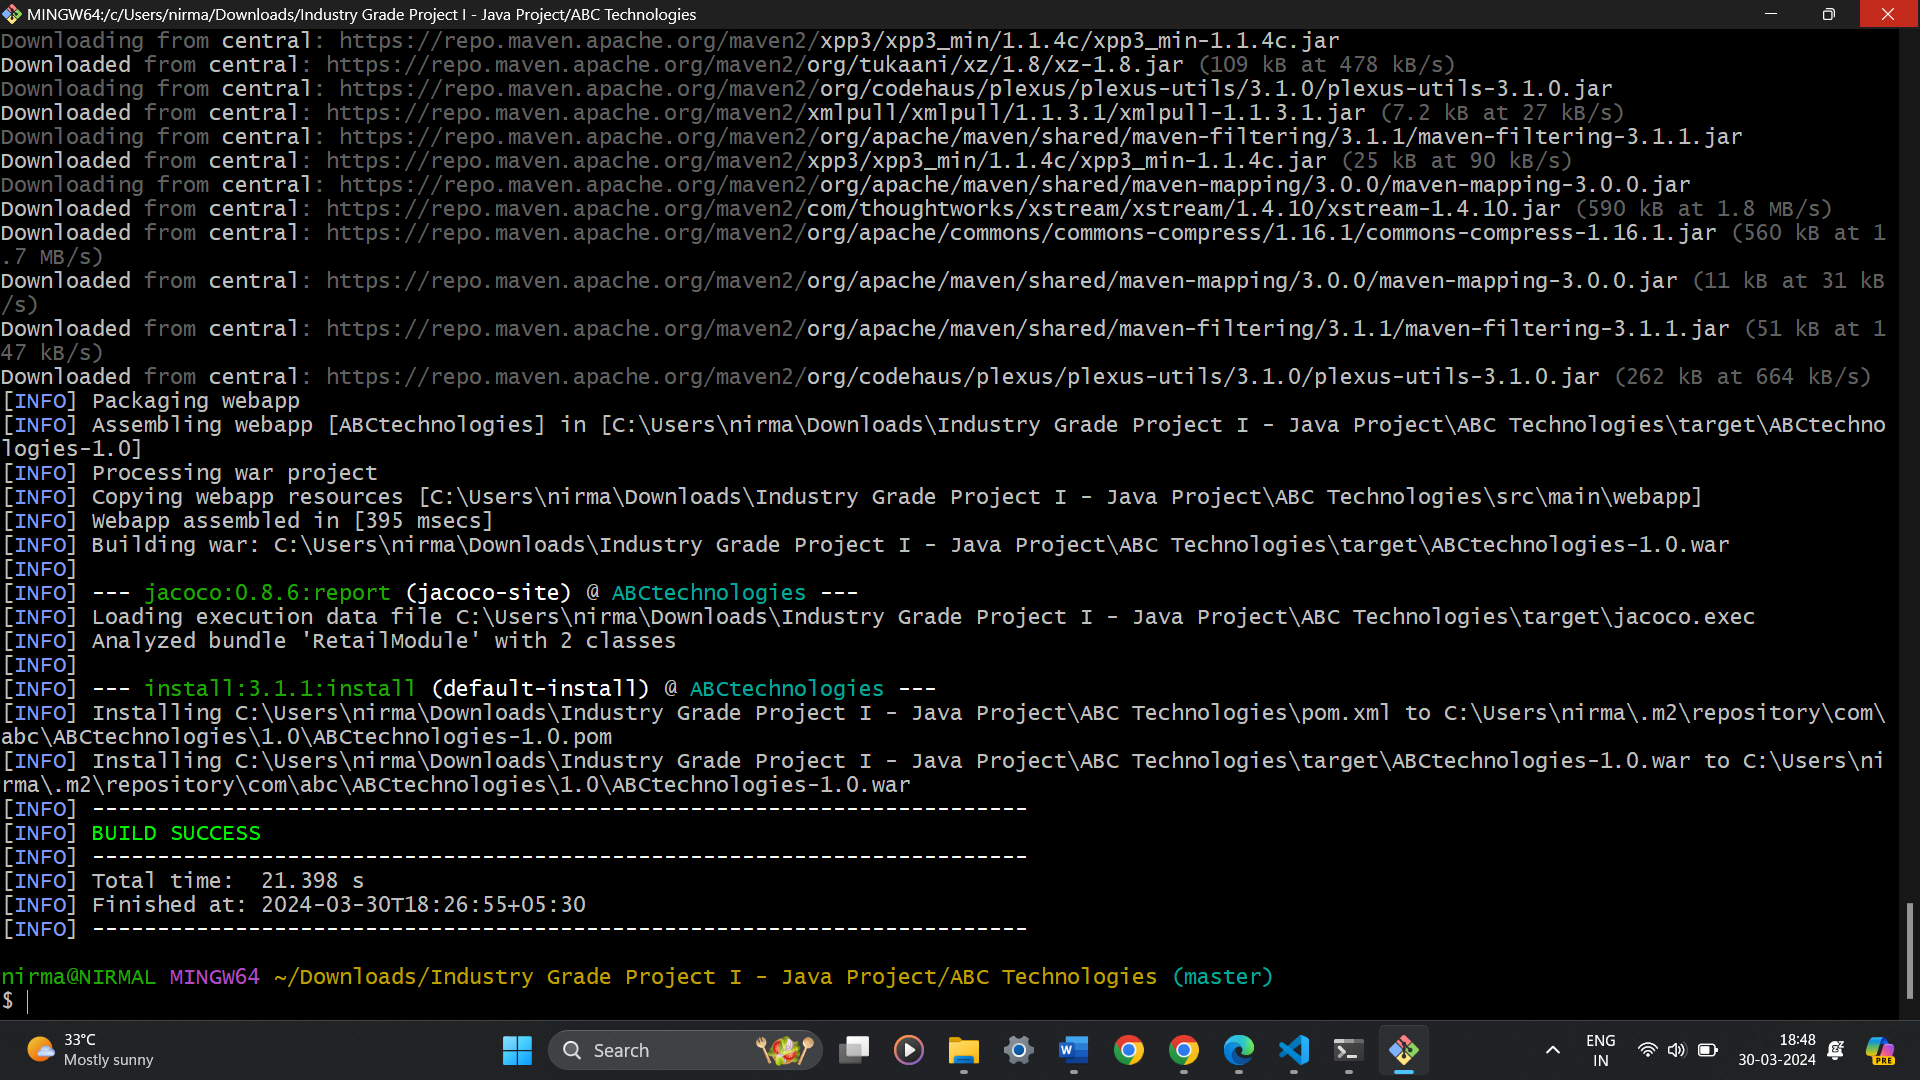 MINGW64:/c/Users/nirma/Downloads/Industry Grade Project I - Java Project/ABC Technologies
Downloading from central: https://repo.maven.apache.org/maven2/xpp3/xpp3_min/1.1.4c/xpp3_min-1.1.4c.jar
Downloaded from central: https://repo.maven.apache.org/maven2/org/tukaani/xz/1.8/xz-1.8.jar (109 kB at 478 kB/s)
Downloading from central: https://repo.maven.apache.org/maven2/org/codehaus/plexus/plexus-utils/3.1.0/plexus-utils-3.1.0.jar
Downloaded from central: https://repo.maven.apache.org/maven2/xmlpull/xmlpull/1.1.3.1/xmlpull-1.1.3.1.jar (7.2 kB at 27 kB/s)
Downloading from central: https://repo.maven.apache.org/maven2/org/apache/maven/shared/maven-filtering/3.1.1/maven-filtering-3.1.1.jar
Downloaded from central: https://repo.maven.apache.org/maven2/xpp3/xpp3_min/1.1.4c/xpp3_min-1.1.4c.jar (25 kB at 90 kB/s)
Downloading from central: https://repo.maven.apache.org/maven2/org/apache/maven/shared/maven-mapping/3.0.0/maven-mapping-3.0.0.jar
Downloaded from central: https://repo.maven.apache.org/maven2/com/thoughtworks/xstream/xstream/1.4.10/xstream-1.4.10.jar (590 kB at 1.8 MB/s)
Downloaded from central: https://repo.maven.apache.org/maven2/org/apache/commons/commons-compress/1.16.1/commons-compress-1.16.1.jar (560 kB at 1
.7 MB/s)
Downloaded from central: https://repo.maven.apache.org/maven2/org/apache/maven/shared/maven-mapping/3.0.0/maven-mapping-3.0.0.jar (11 kB at 31 kB
/s)
Downloaded from central: https://repo.maven.apache.org/maven2/org/apache/maven/shared/maven-filtering/3.1.1/maven-filtering-3.1.1.jar (51 kB at 1
47 kB/s)
Downloaded from central: https://repo.maven.apache.org/maven2/org/codehaus/plexus/plexus-utils/3.1.0/plexus-utils-3.1.0.jar (262 kB at 664 kB/s)
[INFO] Packaging webapp
[INFO] Assembling webapp [ABCtechnologies] in [C:\Users\nirma\Downloads\Industry Grade Project I - Java Project\ABC Technologies\target\ABCtechno
logies-1.0]
[INFO] Processing war project
[INFO] Copying webapp resources [C:\Users\nirma\Downloads\Industry Grade Project I - Java Project\ABC Technologies\src\main\webapp]
[INFO] Webapp assembled in [395 msecs]
[INFO] Building war: C:\Users\nirma\Downloads\Industry Grade Project I - Java Project\ABC Technologies\target\ABCtechnologies-1.0.war
[INFO]
[INFO] --- jacoco:0.8.6:report (jacoco-site) @ ABCtechnologies ---
[INFO] Loading execution data file C:\Users\nirma\Downloads\Industry Grade Project I - Java Project\ABC Technologies\target\jacoco.exec
[INFO] Analyzed bundle 'RetailModule' with 2 classes
[INFO]
[INFO] --- install:3.1.1:install (default-install) @ ABCtechnologies ---
[INFO] Installing C:\Users\nirma\Downloads\Industry Grade Project I - Java Project\ABC Technologies\pom.xml to C:\Users\nirma\.m2\repository\com\
abc\ABCtechnologies\1.0\ABCtechnologies-1.0.pom
[INFO] Installing C:\Users\nirma\Downloads\Industry Grade Project I - Java Project\ABC Technologies\target\ABCtechnologies-1.0.war to C:\Users\ni
rma\.m2\repository\com\abc\ABCtechnologies\1.0\ABCtechnologies-1.0.war
[INFO] ------------------------------------------------------------------------
[INFO] BUILD SUCCESS
[INFO] ------------------------------------------------------------------------
[INFO] Total time:  21.398 s
[INFO] Finished at: 2024-03-30T18:26:55+05:30
[INFO] ------------------------------------------------------------------------
nirma@NIRMAL MINGW64 ~/Downloads/Industry Grade Project I - Java Project/ABC Technologies (master)
$
33°C
Mostly sunny
Search
ENG
IN
18:48
30-03-2024
PRE